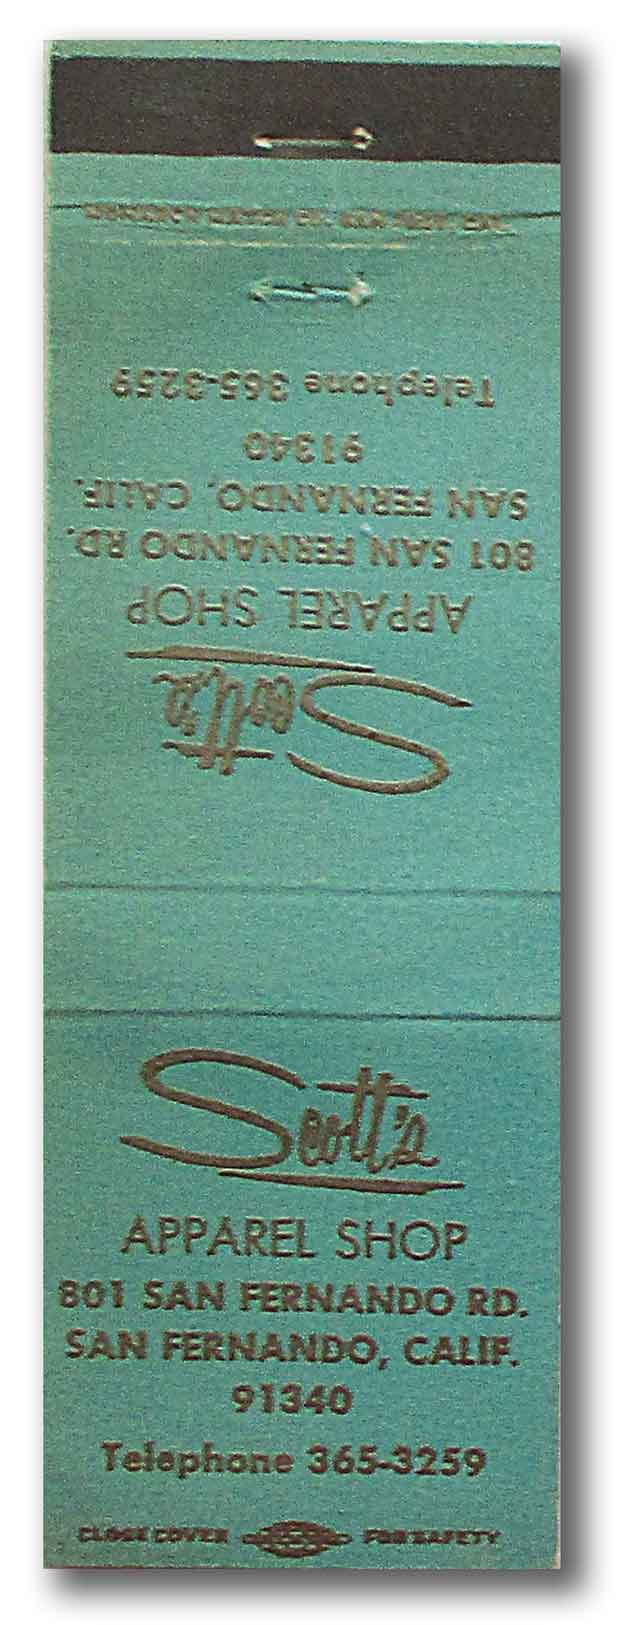 Telephone 365-3259
91340
SAN FERNANDO, CALIF.
801 SAN FERNANDO RD.
APPAREL SHOP
Scott's
Scott's
APPAREL SHOP
801 SAN FERNANDO RD.
SAN FERNANDO, CALIF.
91340
Telephone 365-3259
CLOSE COVER FOR SAFETY